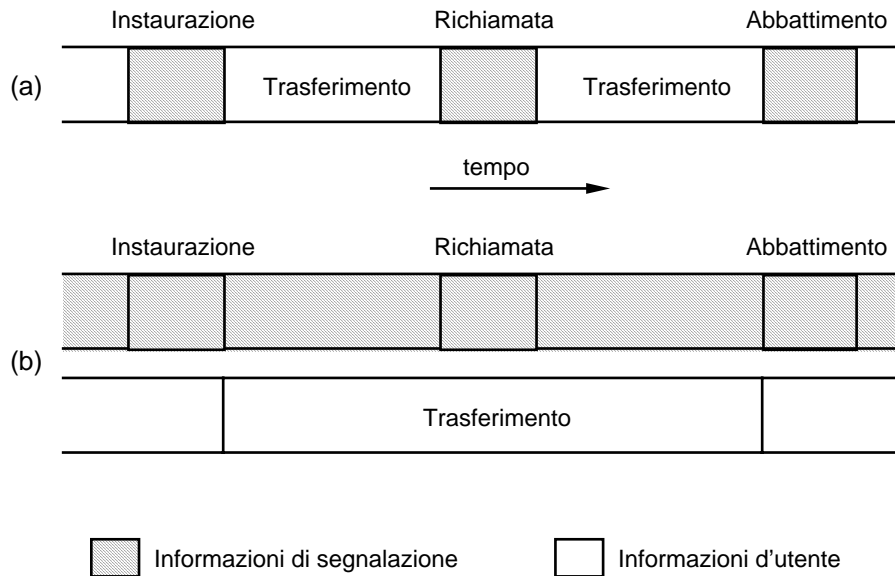 Instaurazione Richiamata Abbattimento
(a) Trasferimento Trasferimento
tempo
Instaurazione Richiamata Abbattimento
(b)
Trasferimento
Informazioni di segnalazione Informazioni d'utente